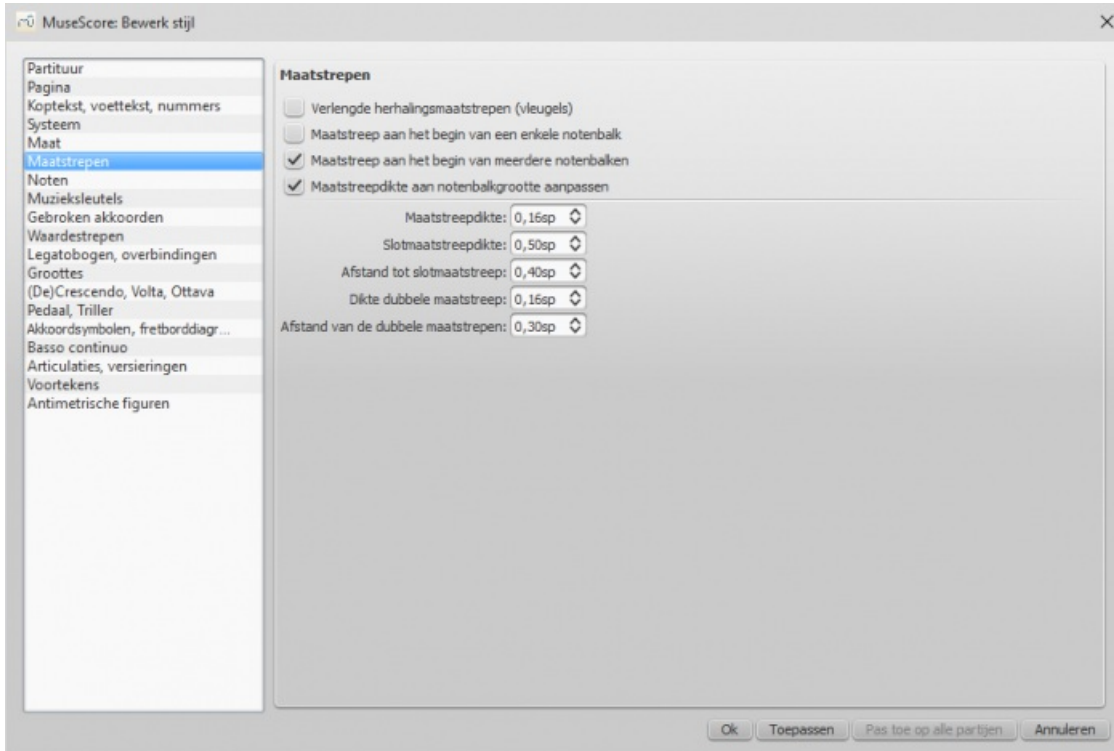 MuseScore: Bewerk stijl
Partituur
Pagina
Koptekst, voettekst, nummers
Systeem
Maat
Maatstrepen
Noten
Muzieksleutels
Gebroken akkoorden
Waardestrepen
Legatobogen, overbindingen
Groottes
(De)Crescendo, Volta, Ottava
Pedaal, Triller
Akkoordsymbolen, fretborddiagr...
Basso continuo
Articulaties, versieringen
Voortekens
Antimetrische figuren
Maatstrepen
Verlengde herhalingsmaatstrepen (vleugels)
Maatstreep aan het begin van een enkele notenbalk
Maatstreep aan het begin van meerdere notenbalken
Maatstreepdikte aan notenbalkgrootte aanpassen
Maatstreepdikte: 0,16sp
Slotmaatstreepdikte: 0,50sp
Afstand tot slotmaatstreep: 0,40sp
Dikte dubbele maatstreep: 0,16sp
Afstand van de dubbele maatstrepen: 0,30sp
Ok Toepassen Pas toe op alle partijen Annuleren